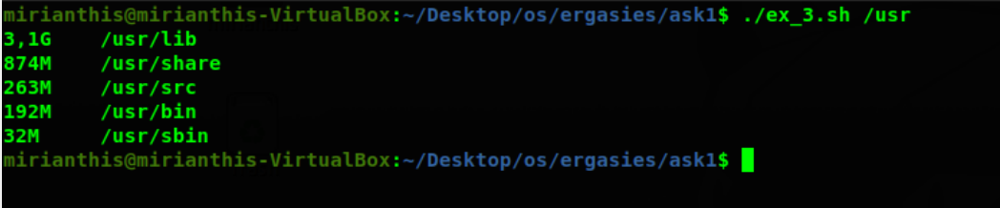 mirianthis@mirianthis-VirtualBox:~/Desktop/os/ergasies/ask1$ ./ex_3.sh /usr
3,1G    /usr/lib
874M    /usr/share
263M    /usr/src
192M    /usr/bin
32M     /usr/sbin
mirianthis@mirianthis-VirtualBox:~/Desktop/os/ergasies/ask1$